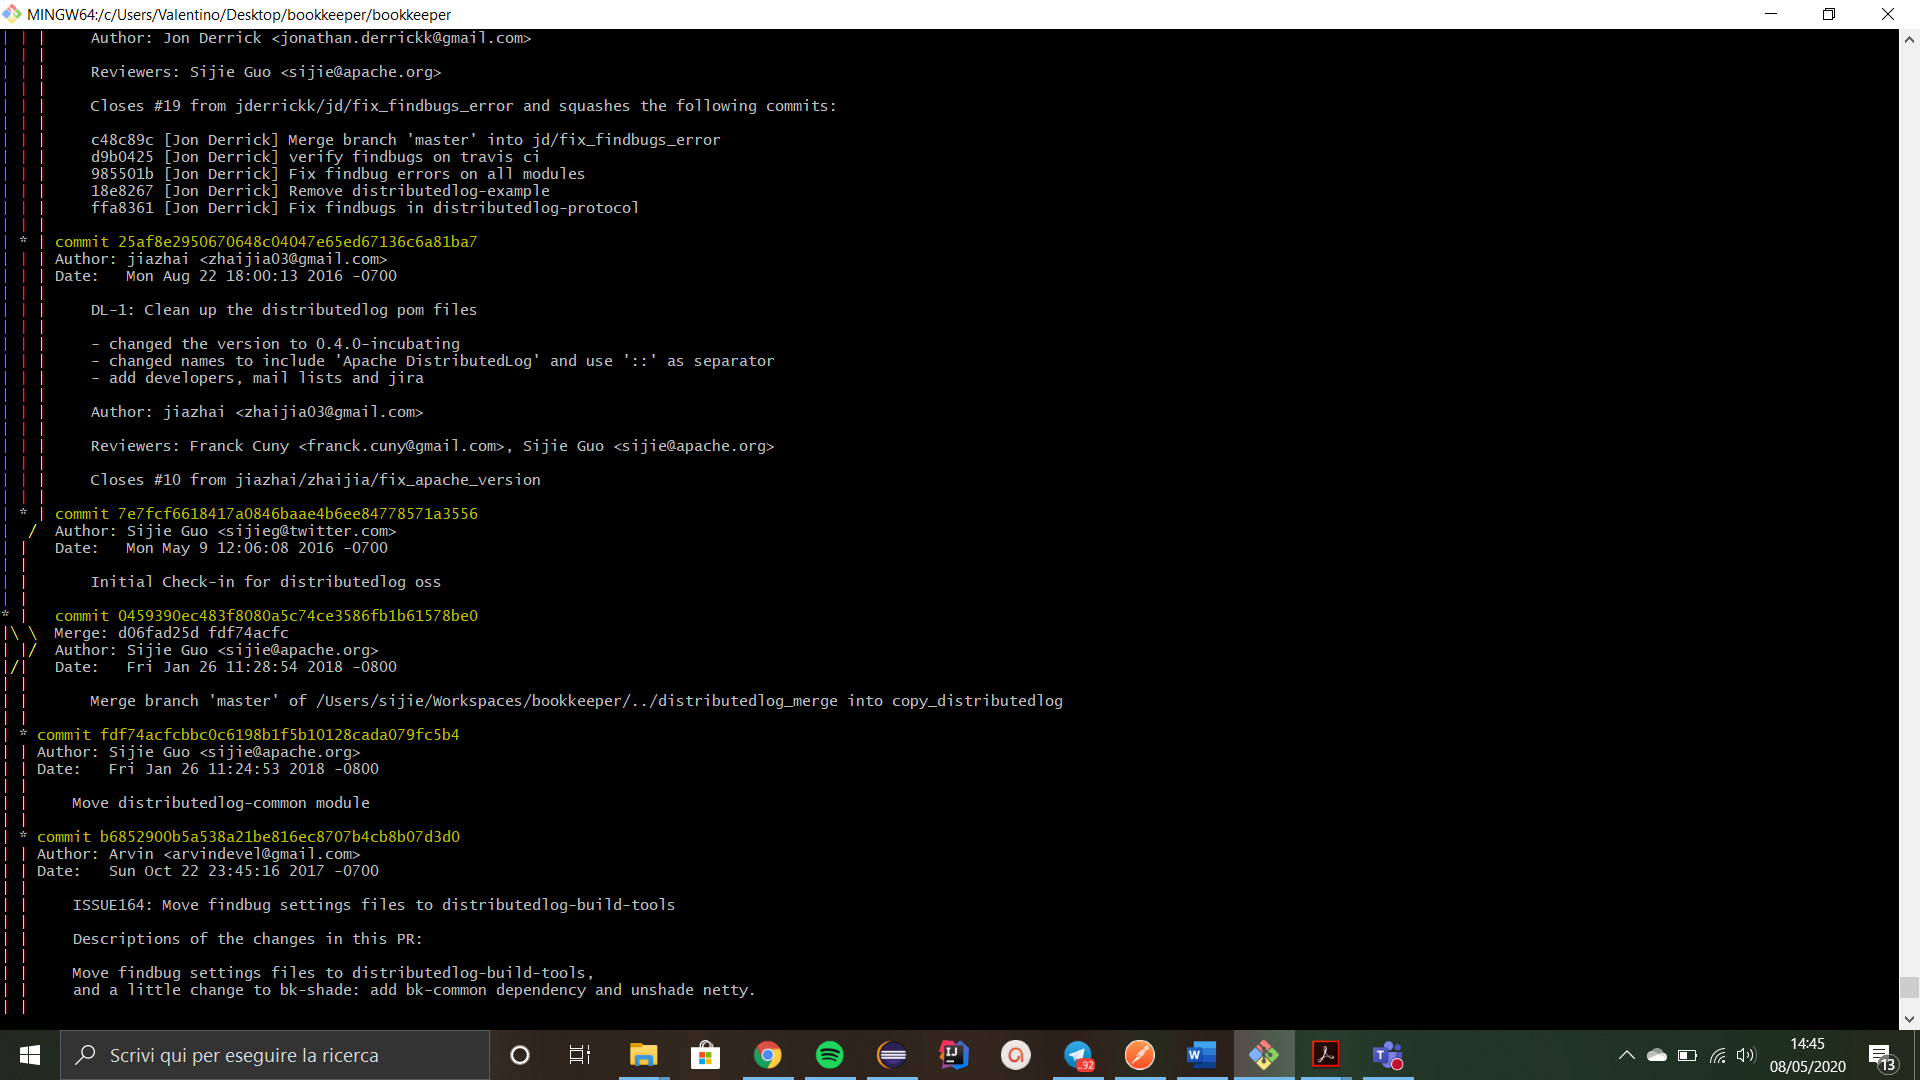 MINGW64:/c/Users/Valentino/Desktop/bookkeeper/bookkeeper
Author: Jon Derrick <jonathan.derrickk@gmail.com>
Reviewers: Sijie Guo <sijie@apache.org>
Closes #19 from jderrickk/jd/fix_findbugs_error and squashes the following commits:
c48c89c [Jon Derrick] Merge branch 'master' into jd/fix_findbugs_error
d9b0425 [Jon Derrick] verify findbugs on travis ci
985501b [Jon Derrick] Fix findbug errors on all modules
18e8267 [Jon Derrick] Remove distributedlog-example
ffa8361 [Jon Derrick] Fix findbugs in distributedlog-protocol
* | commit 25af8e2950670648c04047e65ed67136c6a81ba7
Author: jiazhai <zhaijia03@gmail.com>
Date:   Mon Aug 22 18:00:13 2016 -0700
DL-1: Clean up the distributedlog pom files
- changed the version to 0.4.0-incubating
- changed names to include 'Apache DistributedLog' and use '::' as separator
- add developers, mail lists and jira
Author: jiazhai <zhaijia03@gmail.com>
Reviewers: Franck Cuny <franck.cuny@gmail.com>, Sijie Guo <sijie@apache.org>
Closes #10 from jiazhai/zhaijia/fix_apache_version
* | commit 7e7fcf6618417a0846baae4b6ee84778571a3556
/ Author: Sijie Guo <sijieg@twitter.com>
Date:   Mon May 9 12:06:08 2016 -0700
Initial Check-in for distributedlog oss
* | commit 0459390ec483f8080a5c74ce3586fb1b61578be0
|\ \ Merge: d06fad25d fdf74acfc
| |/ Author: Sijie Guo <sijie@apache.org>
|/| Date:   Fri Jan 26 11:28:54 2018 -0800
Merge branch 'master' of /Users/sijie/Workspaces/bookkeeper/../distributedlog_merge into copy_distributedlog
| * commit fdf74acfcbbc0c6198b1f5b10128cada079fc5b4
| | Author: Sijie Guo <sijie@apache.org>
| | Date:   Fri Jan 26 11:24:53 2018 -0800
Move distributedlog-common module
| * commit b6852900b5a538a21be816ec8707b4cb8b07d3d0
| | Author: Arvin <arvindevel@gmail.com>
| | Date:   Sun Oct 22 23:45:16 2017 -0700
ISSUE164: Move findbug settings files to distributedlog-build-tools
Descriptions of the changes in this PR:
Move findbug settings files to distributedlog-build-tools,
and a little change to bk-shade: add bk-common dependency and unshade netty.
Scrivi qui per eseguire la ricerca
..92
14:45
08/05/2020
13